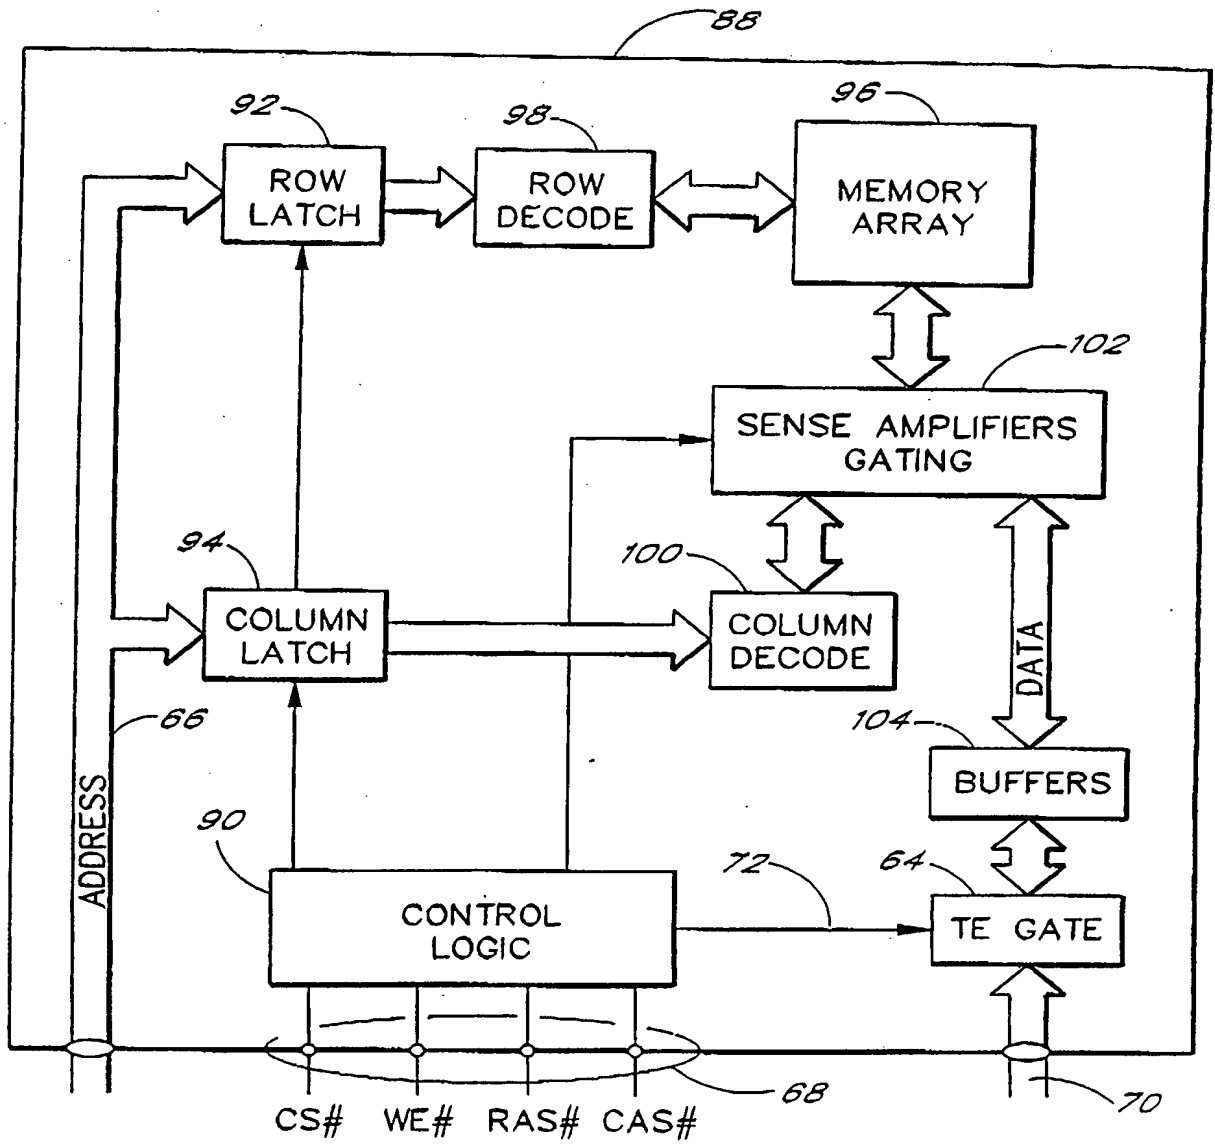 88
92
98
96
ROW
LATCH
ROW
DECODE
MEMORY
ARRAY
102
SENSE AMPLIFIERS
GATING
94
100
COLUMN
LATCH
COLUMN
DECODE
DATA
66
104
BUFFERS
ADDRESS
90
72
64
CONTROL
LOGIC
TE GATE
68
70
CS# WE# RAS# CAS#